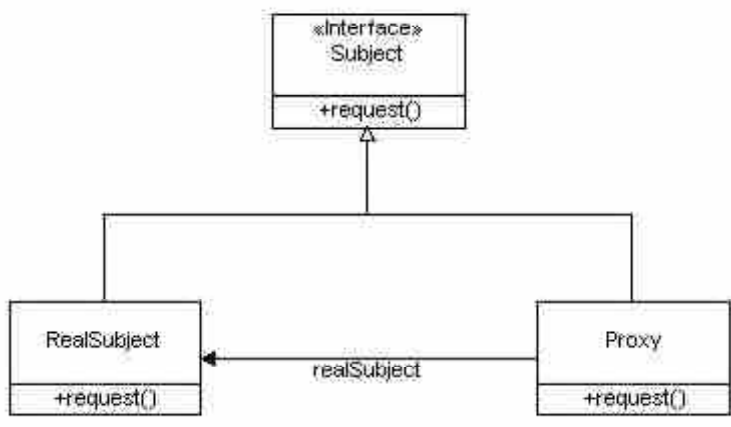 «Interface»
Subject
+request()
RealSubject
+request()
realSubject
Proxy
+request()